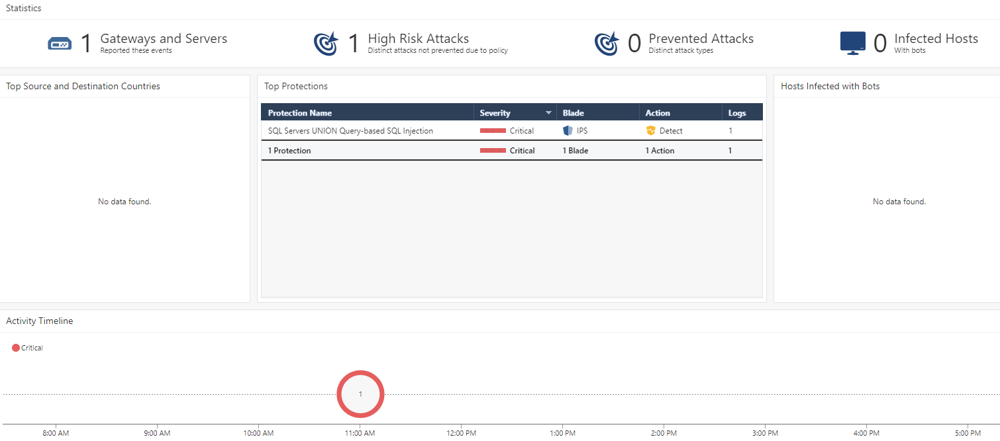 Statistics
1 Gateways and Servers
Reported these events
1 High Risk Attacks
Distinct attacks not prevented due to policy
0 Prevented Attacks
Distinct attack types
0 Infected Hosts
With bots
Top Source and Destination Countries
No data found.
Top Protections
Protection Name Severity Blade Action Logs
SQL Servers UNION Query-based SQL Injection Critical IPS Detect 1
1 Protection Critical 1 Blade 1 Action 1
Hosts Infected with Bots
No data found.
Activity Timeline
Critical
1
8:00 AM 9:00 AM 10:00 AM 11:00 AM 12:00 PM 1:00 PM 2:00 PM 3:00 PM 4:00 PM 5:00 PM